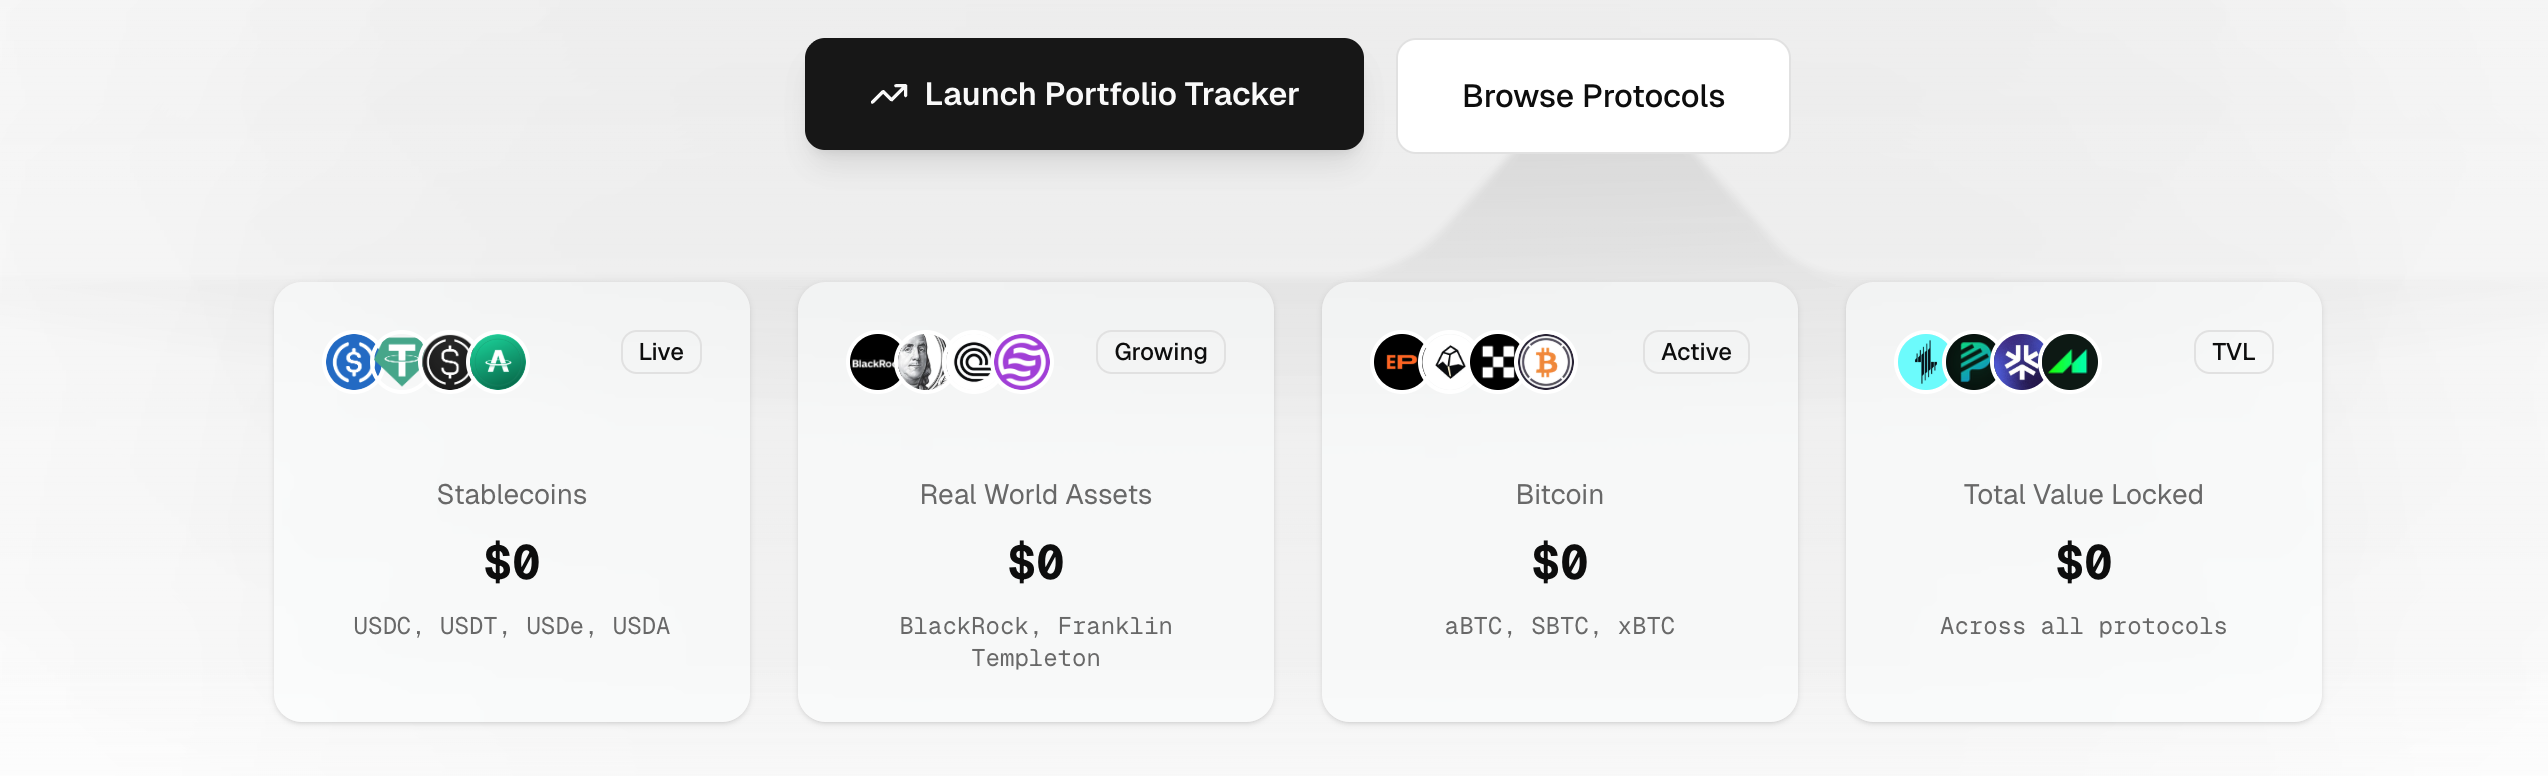 Launch Portfolio Tracker
Browse Protocols
Live
Stablecoins
$0
USDC, USDT, USDe, USDA
Growing
Real World Assets
$0
BlackRock, Franklin
Templeton
EP
Active
Bitcoin
$0
aBTC, SBTC, xBTC
TVL
Total Value Locked
$0
Across all protocols